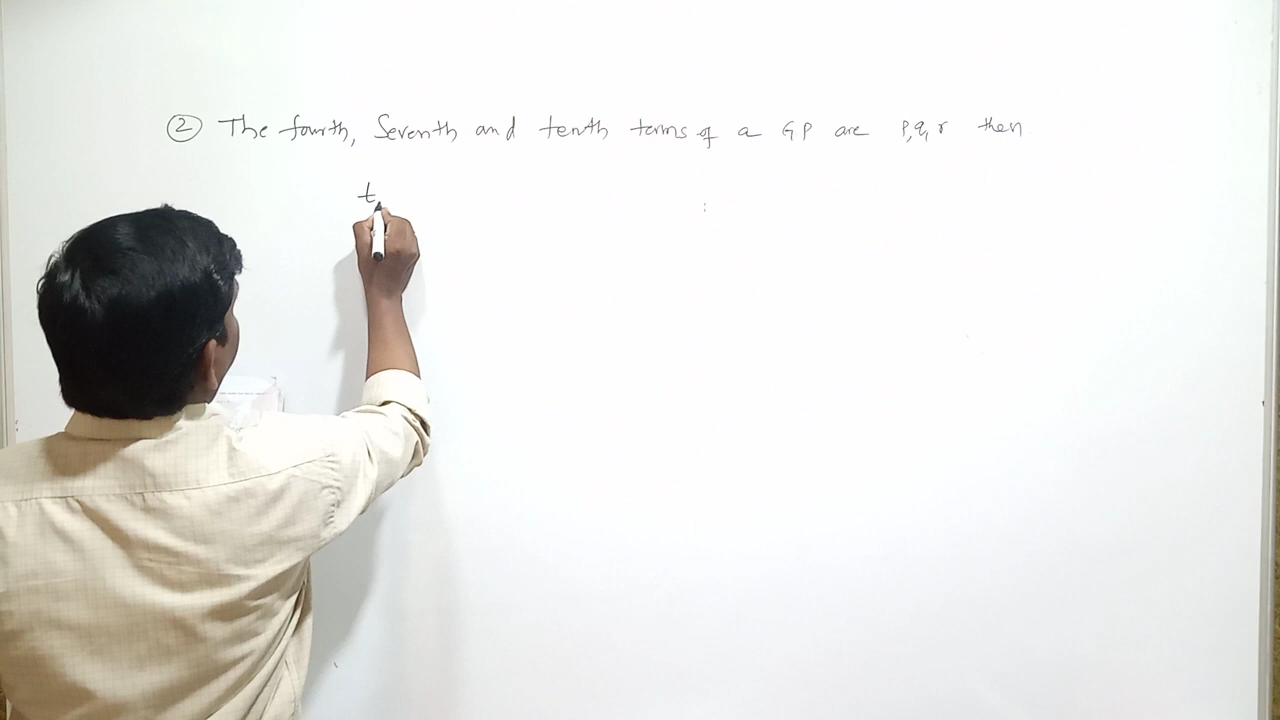 ② The fourth, Seventh and tenth terms of a GP are p,q,r then
t